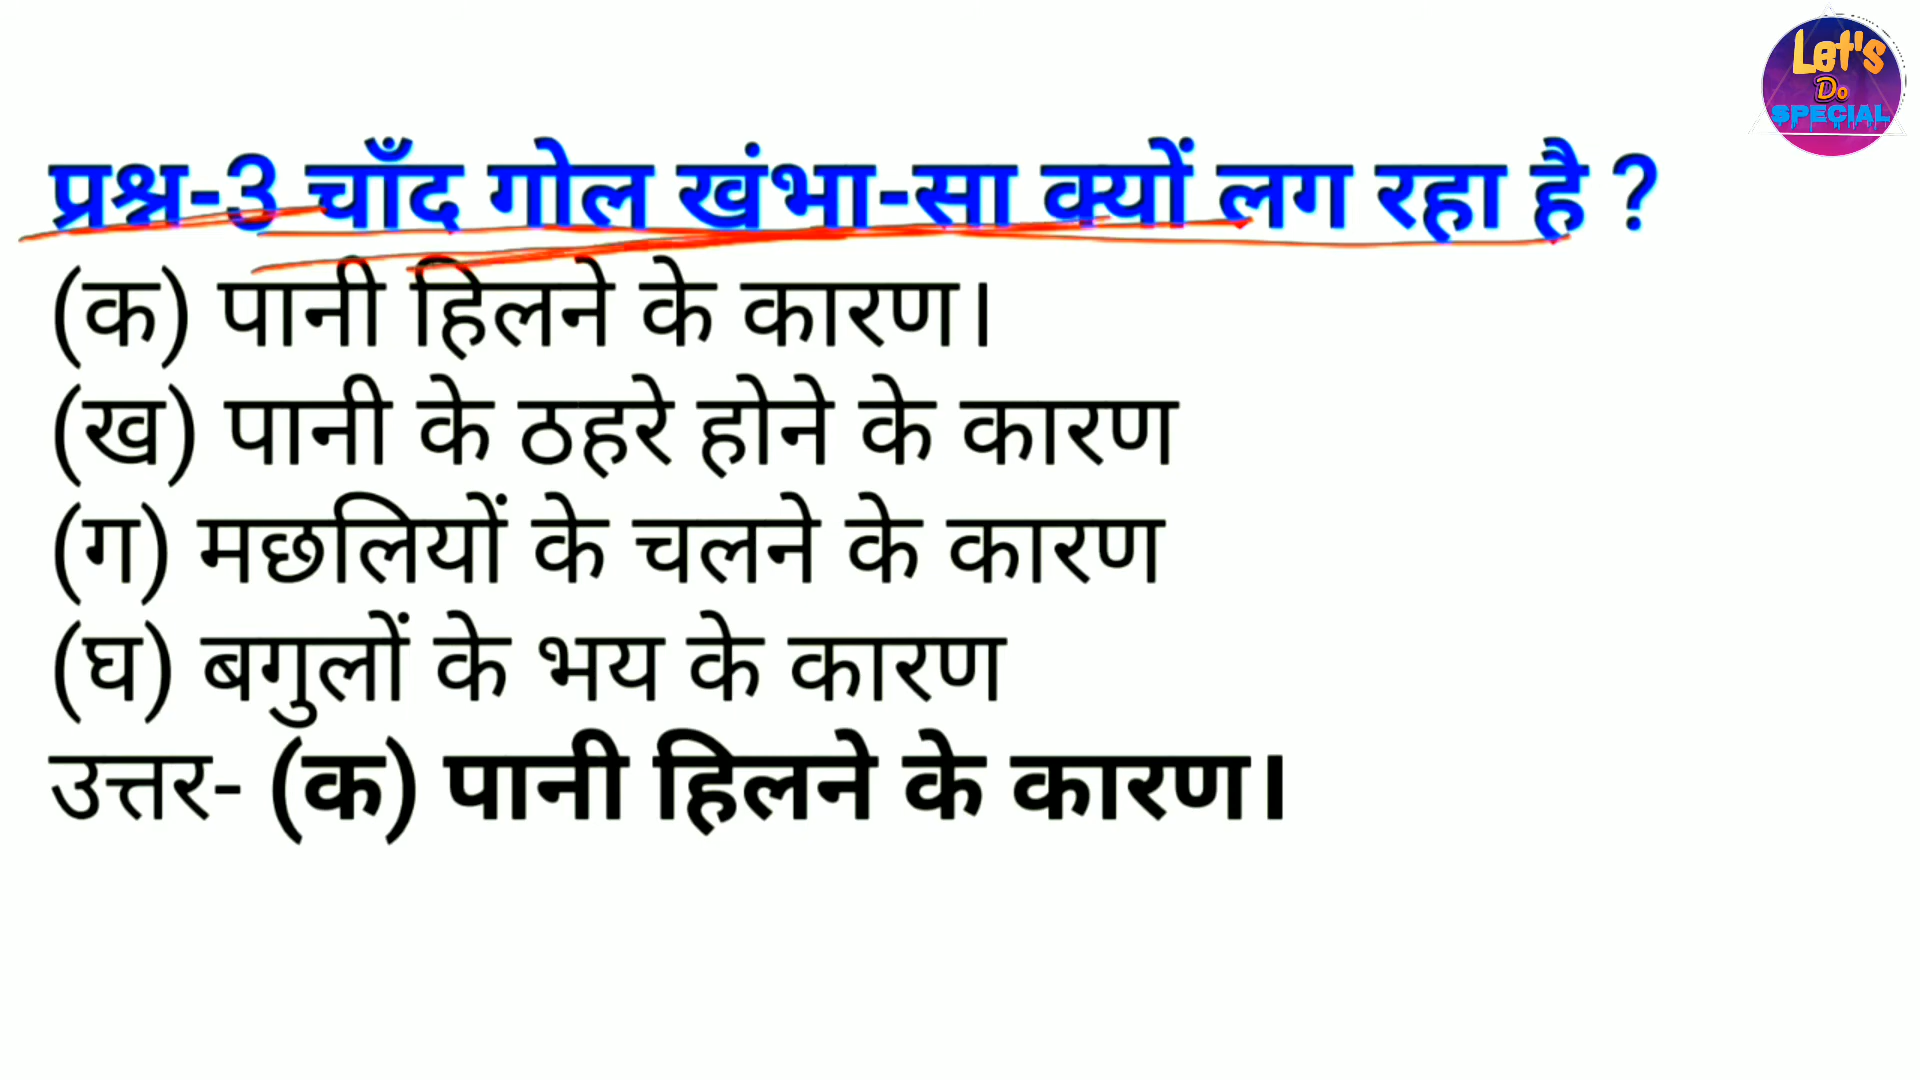 Let's
Do
SPECIAL
प्रश्न-3 चाँद गोल खंभा-सा क्यों लग रहा है ?
(क) पानी हिलने के कारण।
(ख) पानी के ठहरे होने के कारण
(ग) मछलियों के चलने के कारण
(घ) बगुलों के भय के कारण
उत्तर- (क) पानी हिलने के कारण।